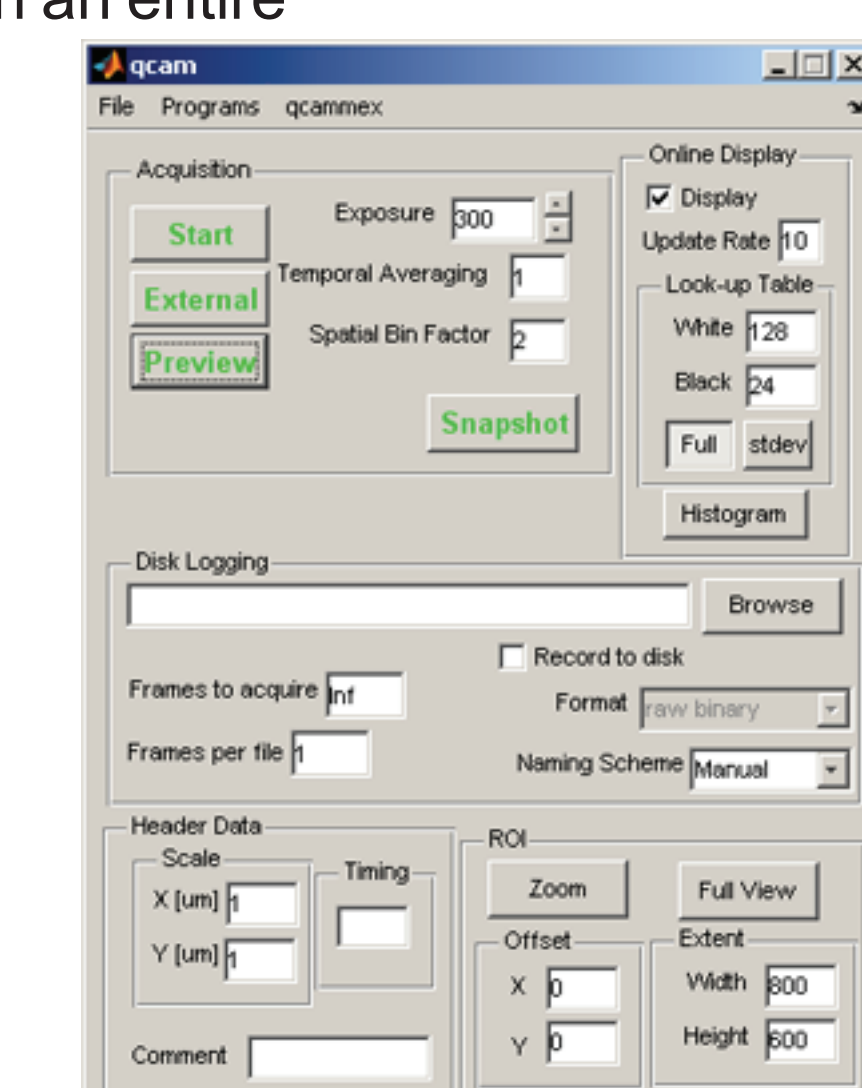 n an entire
qcam
File Programs qcammex
Acquisition
Start
External
Preview
Exposure 300
Temporal Averaging 1
Spatial Bin Factor 2
Snapshot
Online Display
Display
Update Rate 10
Look-up Table
White 128
Black 24
Full stdev
Histogram
Disk Logging
Browse
Record to disk
Frames to acquire Inf
Format raw binary
Frames per file 1
Naming Scheme Manual
Header Data
Scale
X [um] 1
Y [um] 1
Timing
Comment
ROI
Zoom Full View
Offset
X 0
Y 0
Extent
Width 800
Height 600